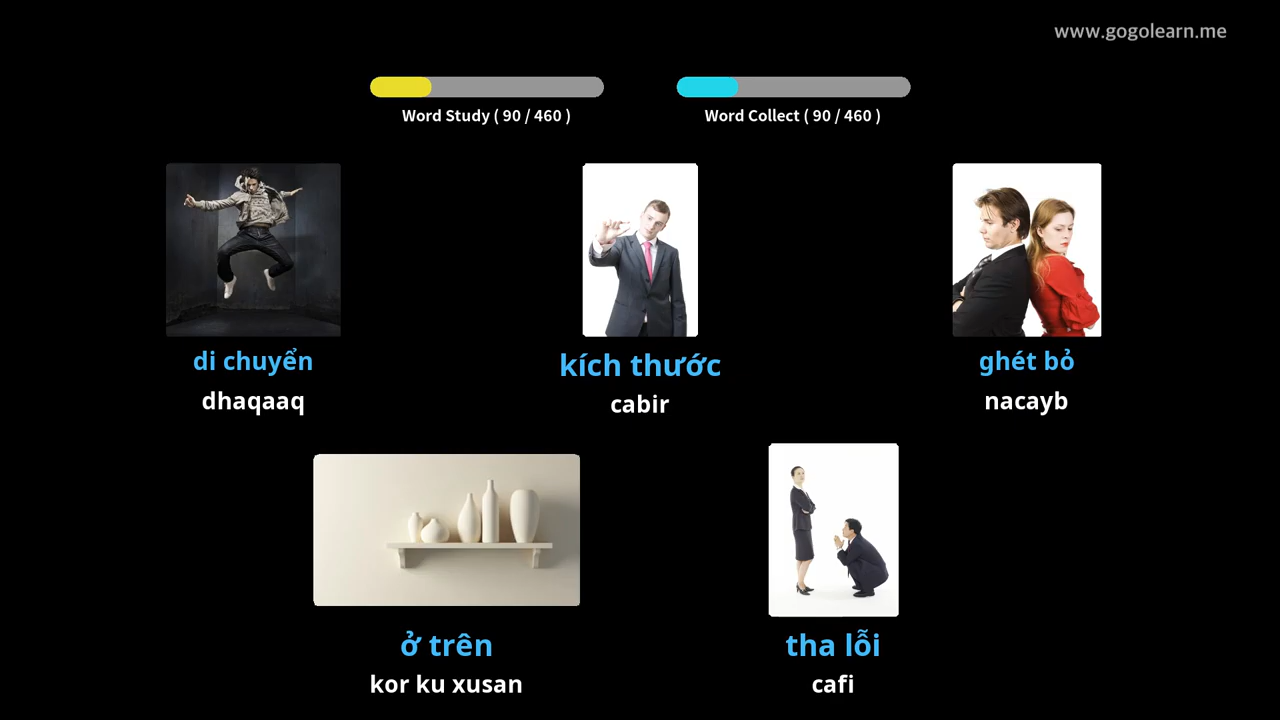 www.gogolearn.me
Word Study ( 90 / 460 )
Word Collect ( 90 / 460 )
di chuyển
dhaqaaq
kích thước
cabir
ghét bỏ
nacayb
ở trên
kor ku xusan
tha lỗi
cafi